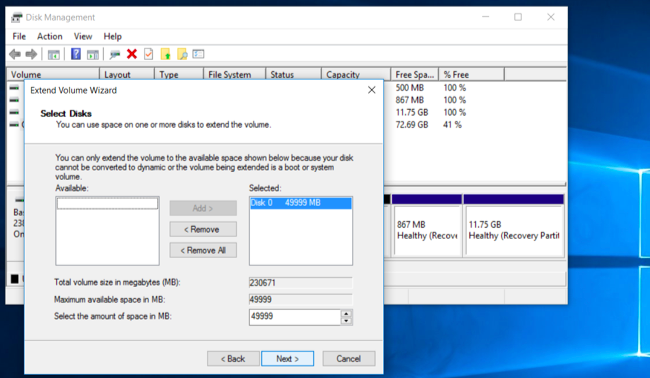 Disk Management
File Action View Help
Volume Layout Type File System Status Capacity Free Spa... % Free
500 MB 100 %
867 MB 100 %
11.75 GB 100 %
72.69 GB 41 %
Extend Volume Wizard
Select Disks
You can use space on one or more disks to extend the volume.
You can only extend the volume to the available space shown below because your disk
cannot be converted to dynamic or the volume being extended is a boot or system
volume.
Available: Selected:
Disk 0 49999 MB
Add >
< Remove
< Remove All
Total volume size in megabytes (MB): 230671
Maximum available space in MB: 49999
Select the amount of space in MB: 49999
< Back Next > Cancel
Bas
On
867 MB
Healthy (Recov
11.75 GB
Healthy (Recovery Partit